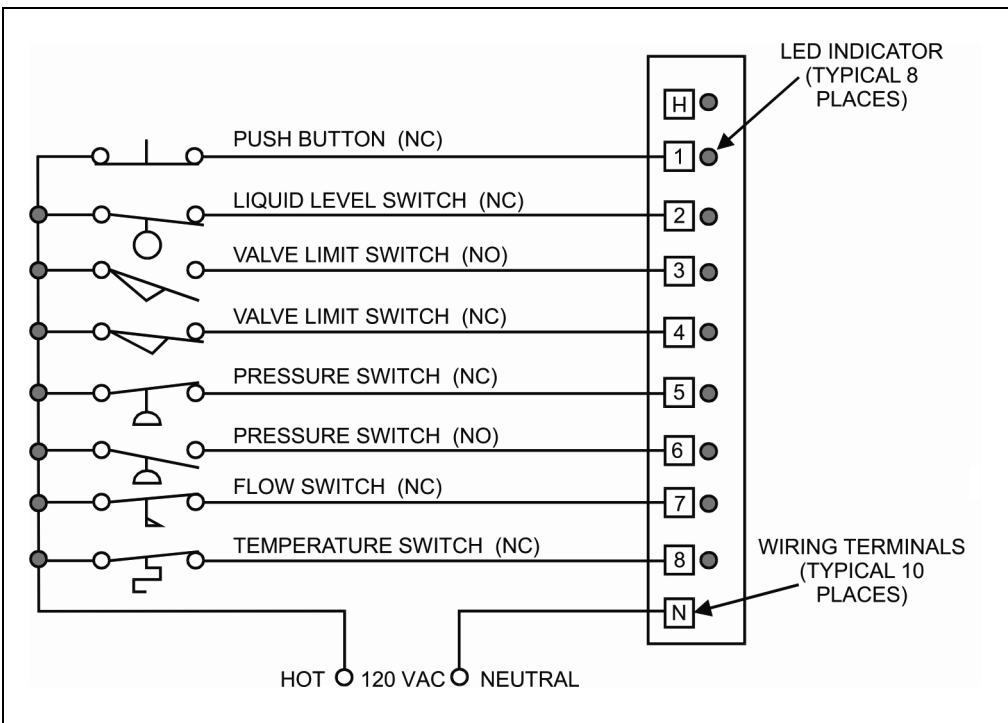 LED INDICATOR
(TYPICAL 8
PLACES)
H
PUSH BUTTON (NC)
1
LIQUID LEVEL SWITCH (NC)
2
VALVE LIMIT SWITCH (NO)
3
VALVE LIMIT SWITCH (NC)
4
PRESSURE SWITCH (NC)
5
PRESSURE SWITCH (NO)
6
FLOW SWITCH (NC)
7
TEMPERATURE SWITCH (NC)
8
WIRING TERMINALS
(TYPICAL 10
PLACES)
N
HOT 120 VAC NEUTRAL